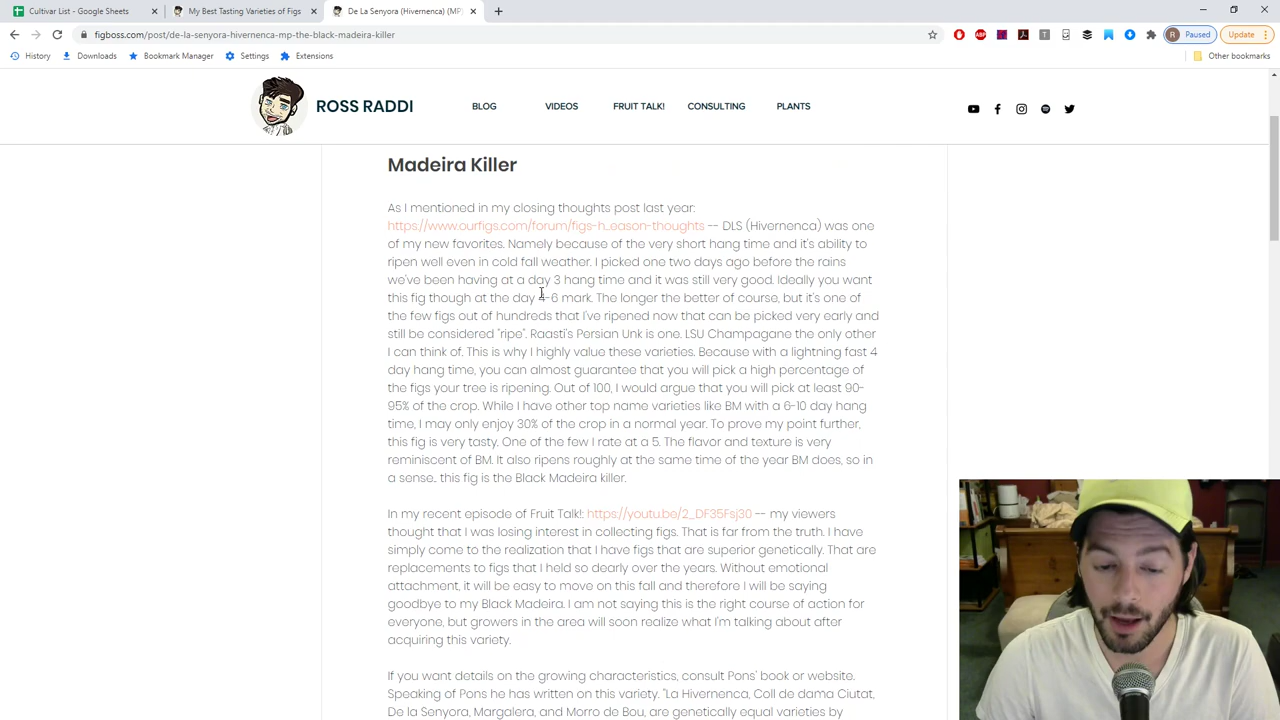 Cultivar List - Google Sheets
My Best Tasting Varieties of Figs
De La Senyora (Hivernenca) (MP
figboss.com/post/de-la-senyora-hivernenca-mp-the-black-madeira-killer
Paused
Update
History
Downloads
Bookmark Manager
Settings
Extensions
Other bookmarks
ROSS RADDI
BLOG
VIDEOS
FRUIT TALK!
CONSULTING
PLANTS
Madeira Killer
As I mentioned in my closing thoughts post last year:
https://www.ourfigs.com/forum/figs-h_eason-thoughts -- DLS (Hivernenca) was one
of my new favorites. Namely because of the very short hang time and it's ability to
ripen well even in cold fall weather. I picked one two days ago before the rains
we've been having at a day 3 hang time and it was still very good. Ideally you want
this fig though at the day 4-6 mark. The longer the better of course, but it's one of
the few figs out of hundreds that I've ripened now that can be picked very early and
still be considered "ripe". Raasti's Persian Unk is one. LSU Champagane the only other
I can think of. This is why I highly value these varieties. Because with a lightning fast 4
day hang time, you can almost guarantee that you will pick a high percentage of
the figs your tree is ripening. Out of 100, I would argue that you will pick at least 90-
95% of the crop. While I have other top name varieties like BM with a 6-10 day hang
time, I may only enjoy 30% of the crop in a normal year. To prove my point further,
this fig is very tasty. One of the few I rate at a 5. The flavor and texture is very
reminiscent of BM. It also ripens roughly at the same time of the year BM does, so in
a sense... this fig is the Black Madeira killer.
In my recent episode of Fruit Talk!: https://youtu.be/2_DF35Fsj30 -- my viewers
thought that I was losing interest in collecting figs. That is far from the truth. I have
simply come to the realization that I have figs that are superior genetically. That are
replacements to figs that I held so dearly over the years. Without emotional
attachment, it will be easy to move on this fall and therefore I will be saying
goodbye to my Black Madeira. I am not saying this is the right course of action for
everyone, but growers in the area will soon realize what I'm talking about after
acquiring this variety.
If you want details on the growing characteristics, consult Pons' book or website.
Speaking of Pons he has written on this variety. "La Hivernenca, Coll de dama Ciutat,
De la Senyora, Margalera, and Morro de Bou, are genetically equal varieties by